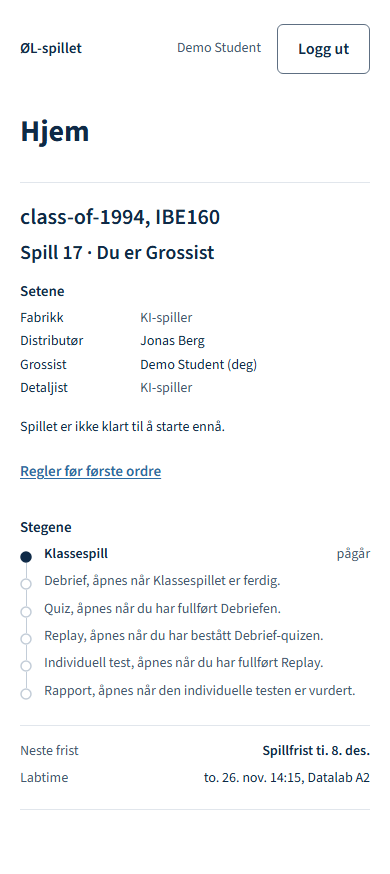 ØL-spillet
Demo Student
Logg ut
Hjem
class-of-1994, IBE160
Spill 17 · Du er Grossist
Setene
Fabrikk KI-spiller
Distributør Jonas Berg
Grossist Demo Student (deg)
Detaljist KI-spiller
Spillet er ikke klart til å starte ennå.
Regler før første ordre
Stegene
Klassespill pågår
Debrief, åpnes når Klassespillet er ferdig.
Quiz, åpnes når du har fullført Debriefen.
Replay, åpnes når du har bestått Debrief-quizen.
Individuell test, åpnes når du har fullført Replay.
Rapport, åpnes når den individuelle testen er vurdert.
Neste frist Spillfrist ti. 8. des.
Labtime to. 26. nov. 14:15, Datalab A2